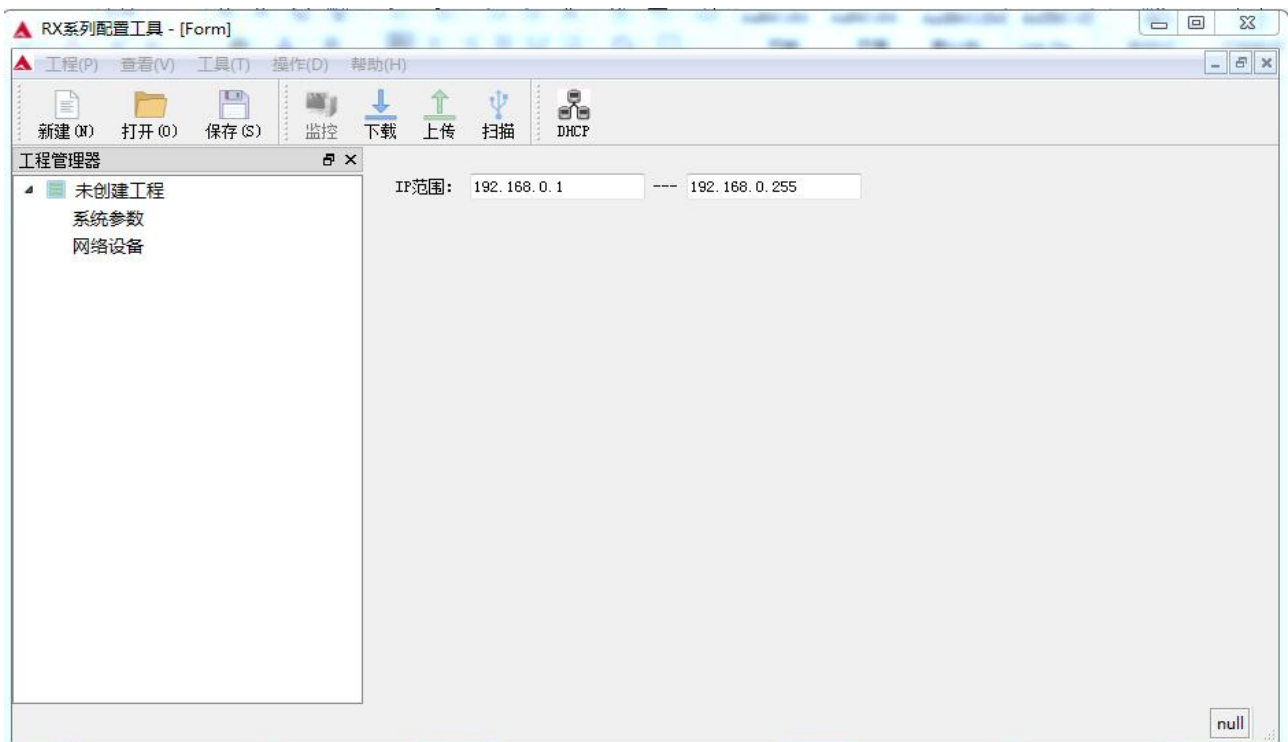 RX系列配置工具 - [Form]
工程(P) 查看(V) 工具(T) 操作(D) 帮助(H)
新建(N) 打开(O) 保存(S) 监控 下载 上传 扫描 DHCP
工程管理器
未创建工程
系统参数
网络设备
IP范围: 192.168.0.1 --- 192.168.0.255
null